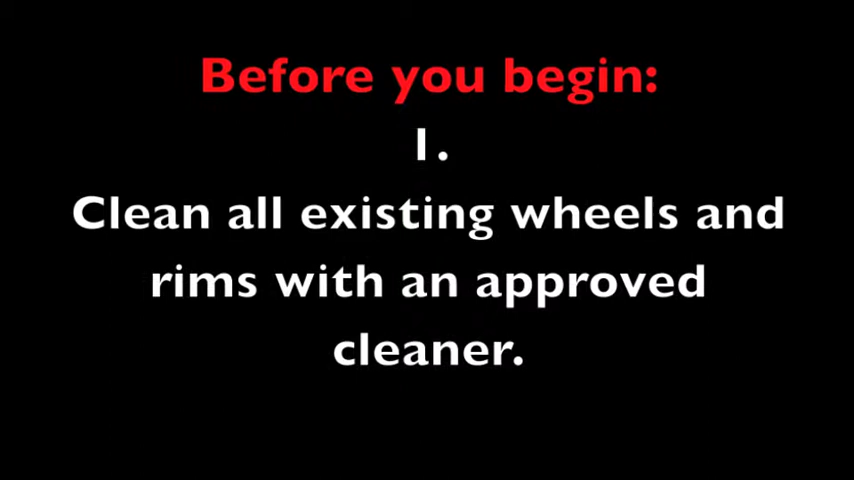 Before you begin:
1.
Clean all existing wheels and
rims with an approved
cleaner.